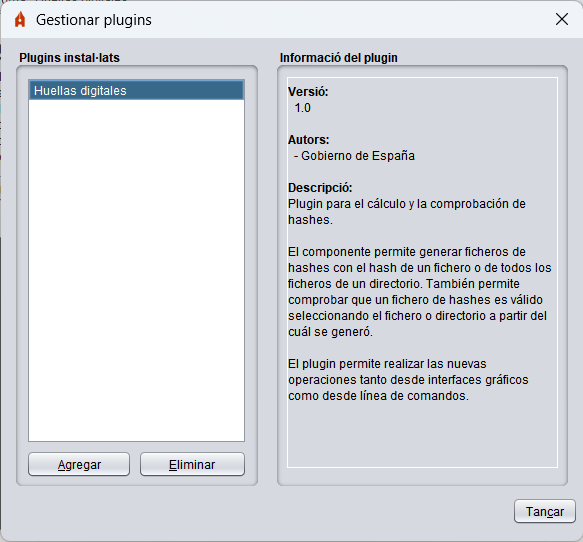 Gestionar plugins
Plugins instal·lats
Huellas digitales
Agregar
Eliminar
Informació del plugin
Versió:
1.0
Autors:
- Gobierno de España
Descripció:
Plugin para el cálculo y la comprobación de
hashes.
El componente permite generar ficheros de
hashes con el hash de un fichero o de todos los
ficheros de un directorio. También permite
comprobar que un fichero de hashes es válido
seleccionando el fichero o directorio a partir del
cuál se generó.
El plugin permite realizar las nuevas
operaciones tanto desde interfaces gráficos
como desde línea de comandos.
Tancar